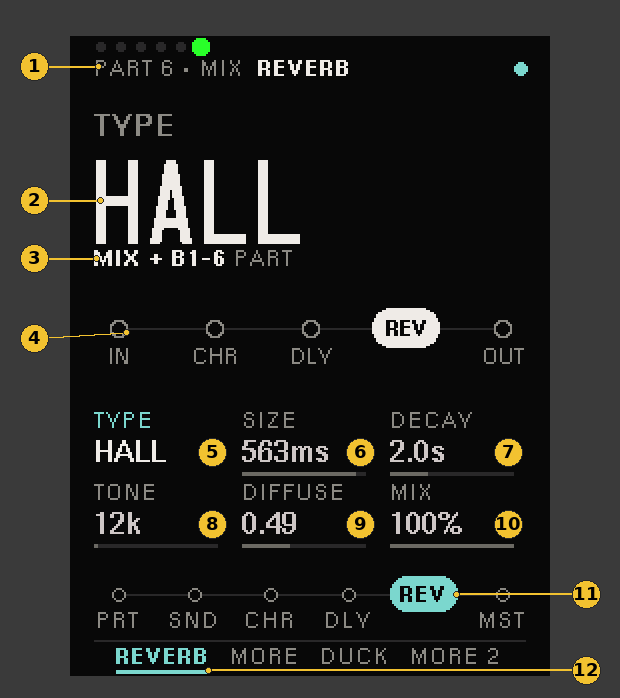 1 PART 6 · MIX REVERB
TYPE
2 HALL
3 MIX + B1-6 PART
4 REV
IN CHR DLY OUT
TYPE SIZE DECAY
HALL 5 563ms 6 2.0s 7
TONE DIFFUSE MIX
12k 8 0.49 9 100% 10
REV 11
PRT SND CHR DLY MST
REVERB MORE DUCK MORE 2 12